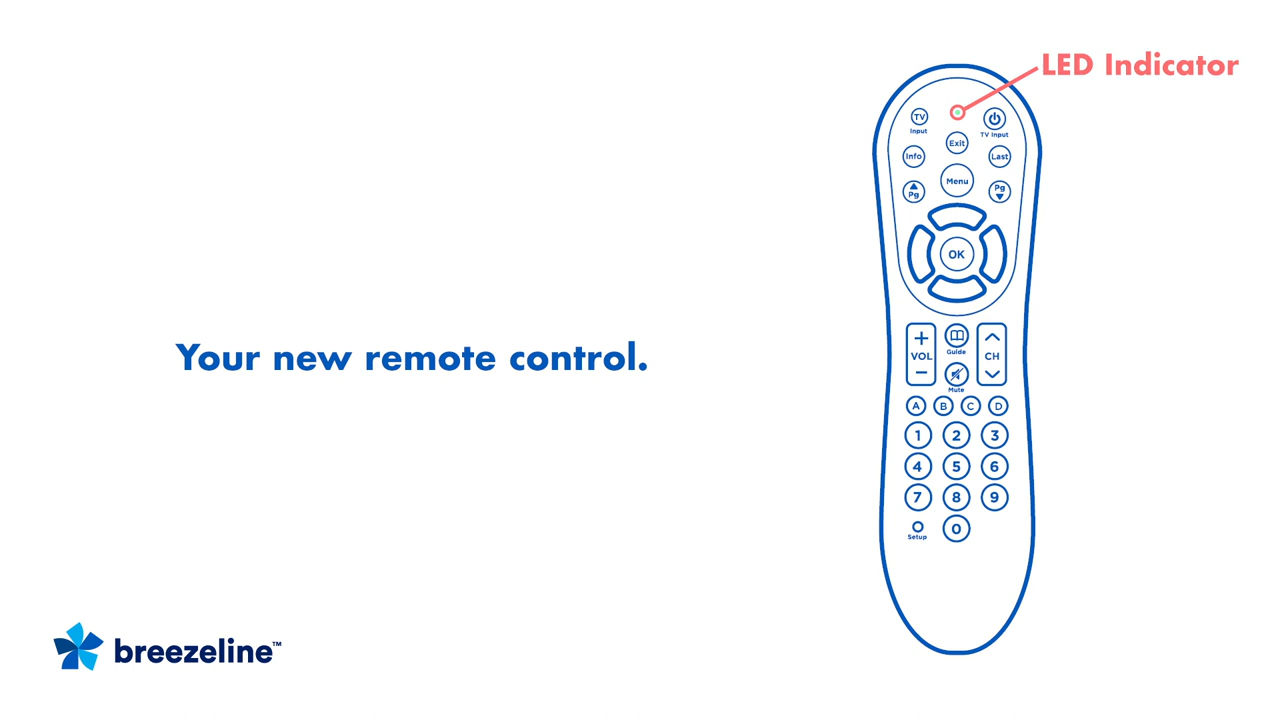 LED Indicator
TV
Input
TV Input
Exit
Info
Last
Menu
Pg
Pg
OK
+
VOL
−
Guide
CH
Mute
A B C D
1 2 3
4 5 6
7 8 9
Setup
0
Your new remote control.
breezeline™